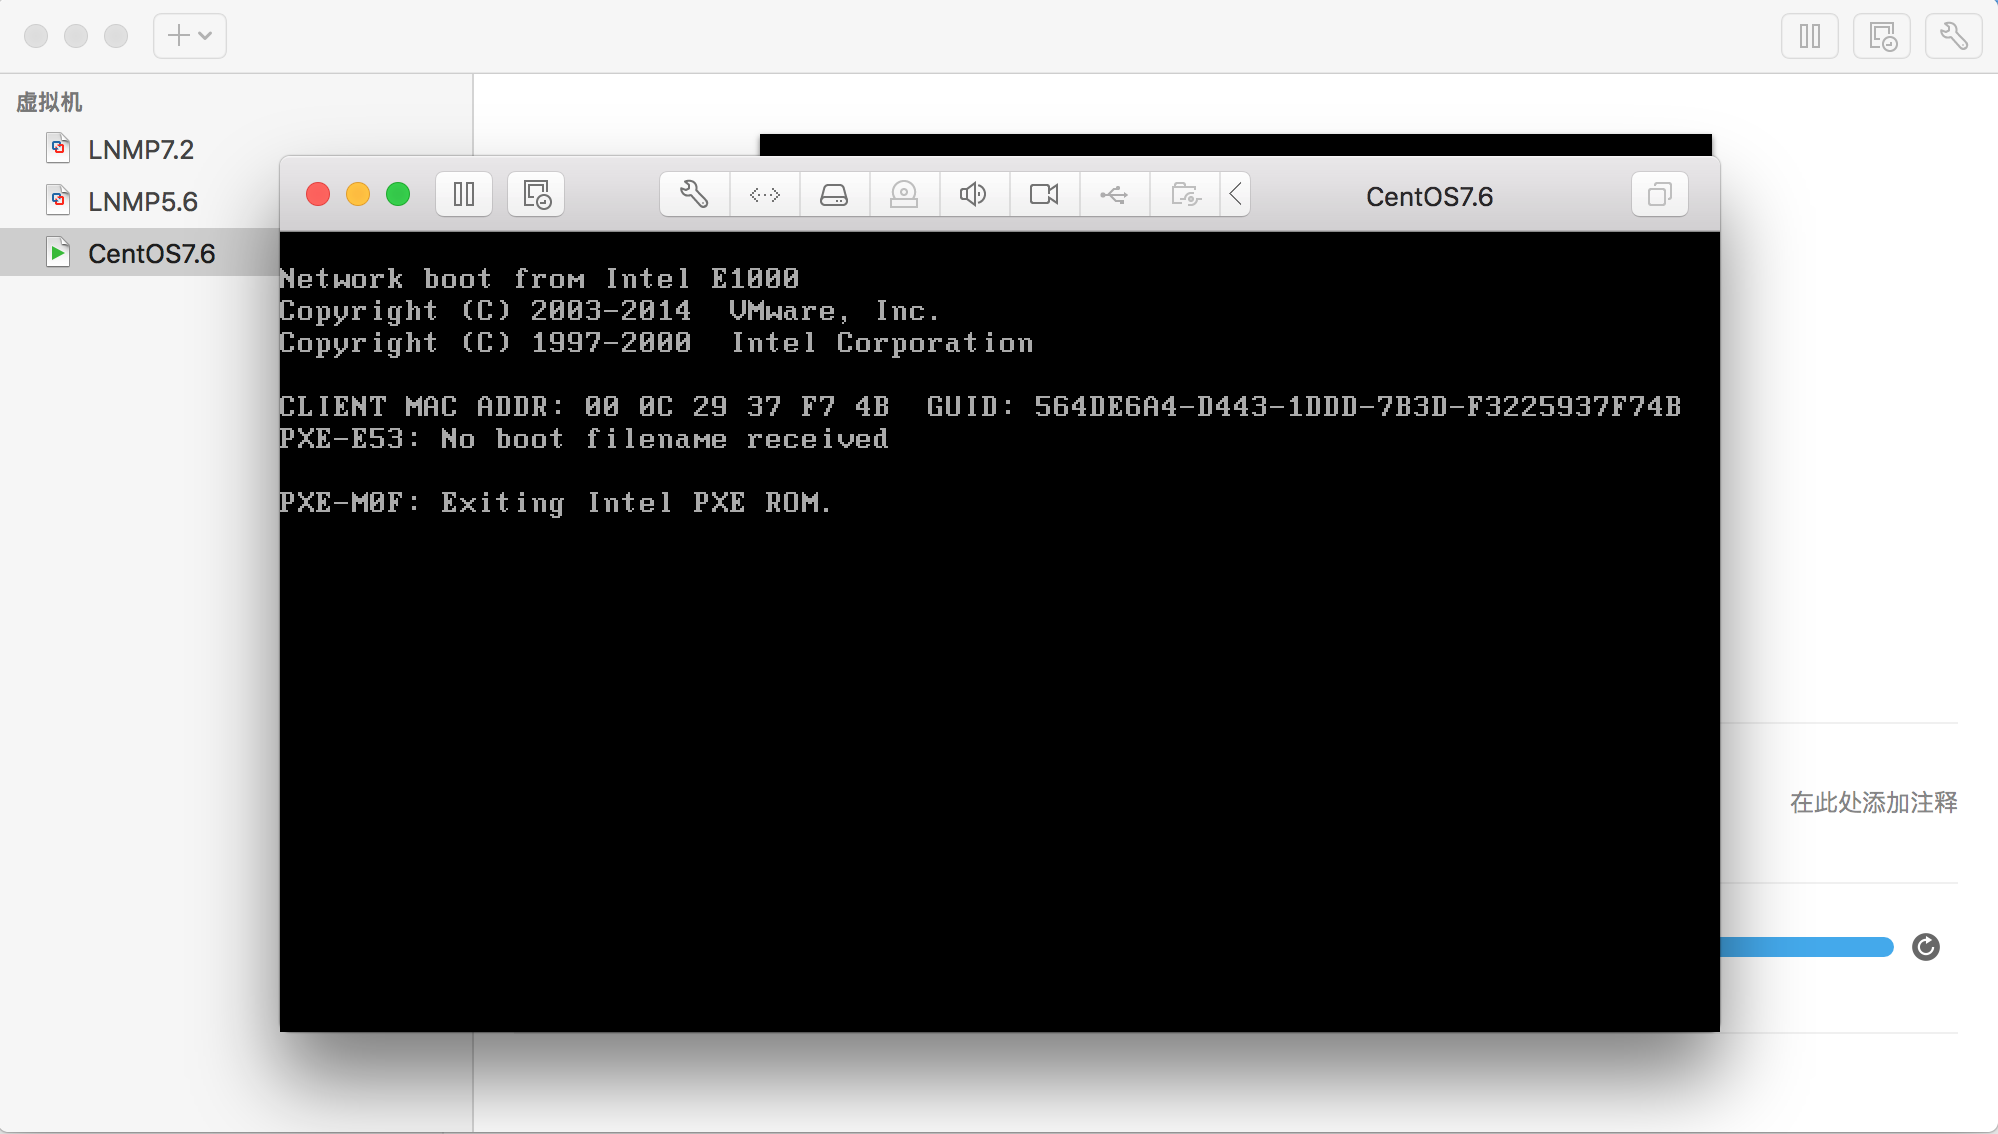 虚拟机
LNMP7.2
LNMP5.6
CentOS7.6
CentOS7.6
Network boot from Intel E1000
Copyright (C) 2003-2014  VMware, Inc.
Copyright (C) 1997-2000  Intel Corporation
CLIENT MAC ADDR: 00 0C 29 37 F7 4B  GUID: 564DE6A4-D443-1DDD-7B3D-F3225937F74B
PXE-E53: No boot filename received
PXE-M0F: Exiting Intel PXE ROM.
在此处添加注释